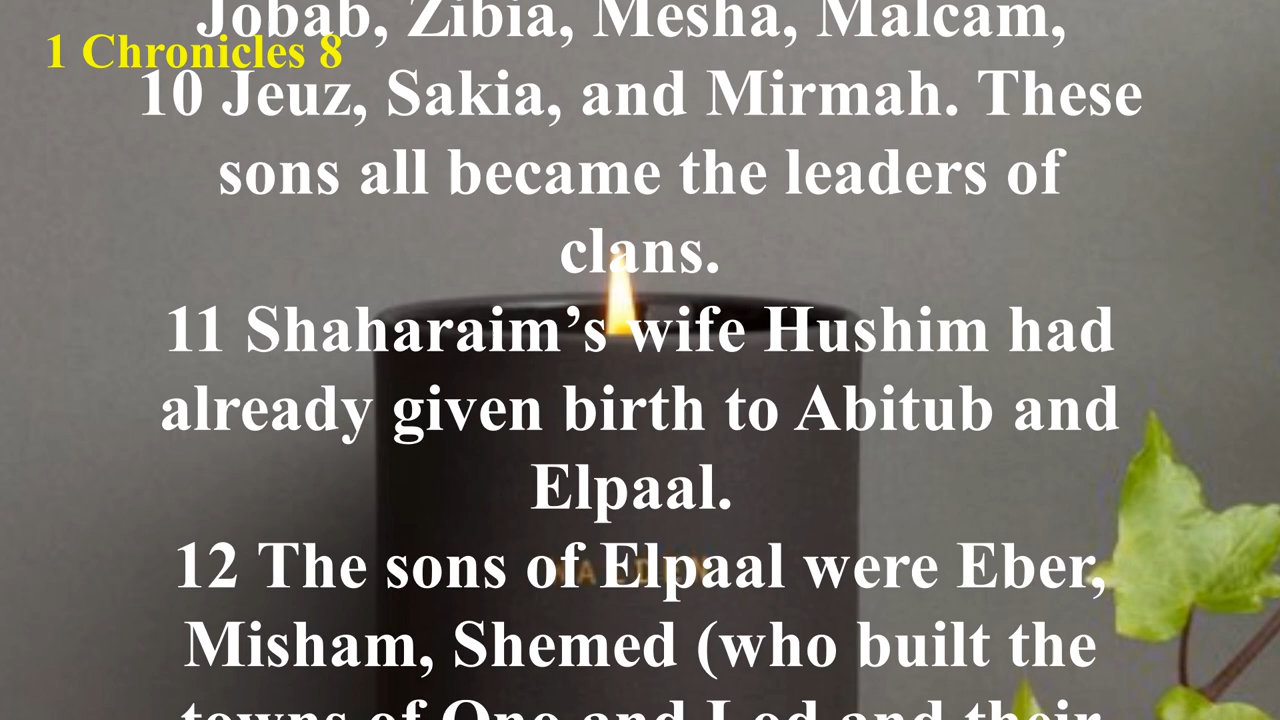 Jobab, Zibia, Mesha, Malcam,
1 Chronicles 8
10 Jeuz, Sakia, and Mirmah. These
sons all became the leaders of
clans.
11 Shaharaim’s wife Hushim had
already given birth to Abitub and
Elpaal.
12 The sons of Elpaal were Eber,
Misham, Shemed (who built the
towns of Ono and Lod and their